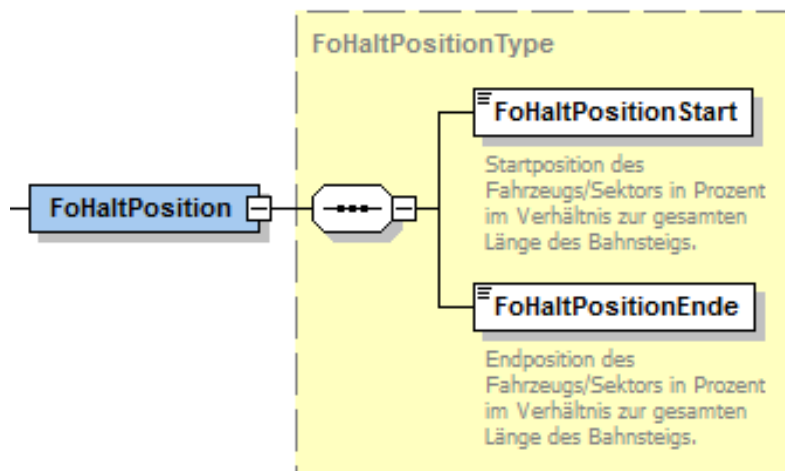 FoHaltPositionType
FoHaltPositionStart
Startposition des
Fahrzeugs/Sektors in Prozent
im Verhältnis zur gesamten
Länge des Bahnsteigs.
FoHaltPosition
FoHaltPositionEnde
Endposition des
Fahrzeugs/Sektors in Prozent
im Verhältnis zur gesamten
Länge des Bahnsteigs.